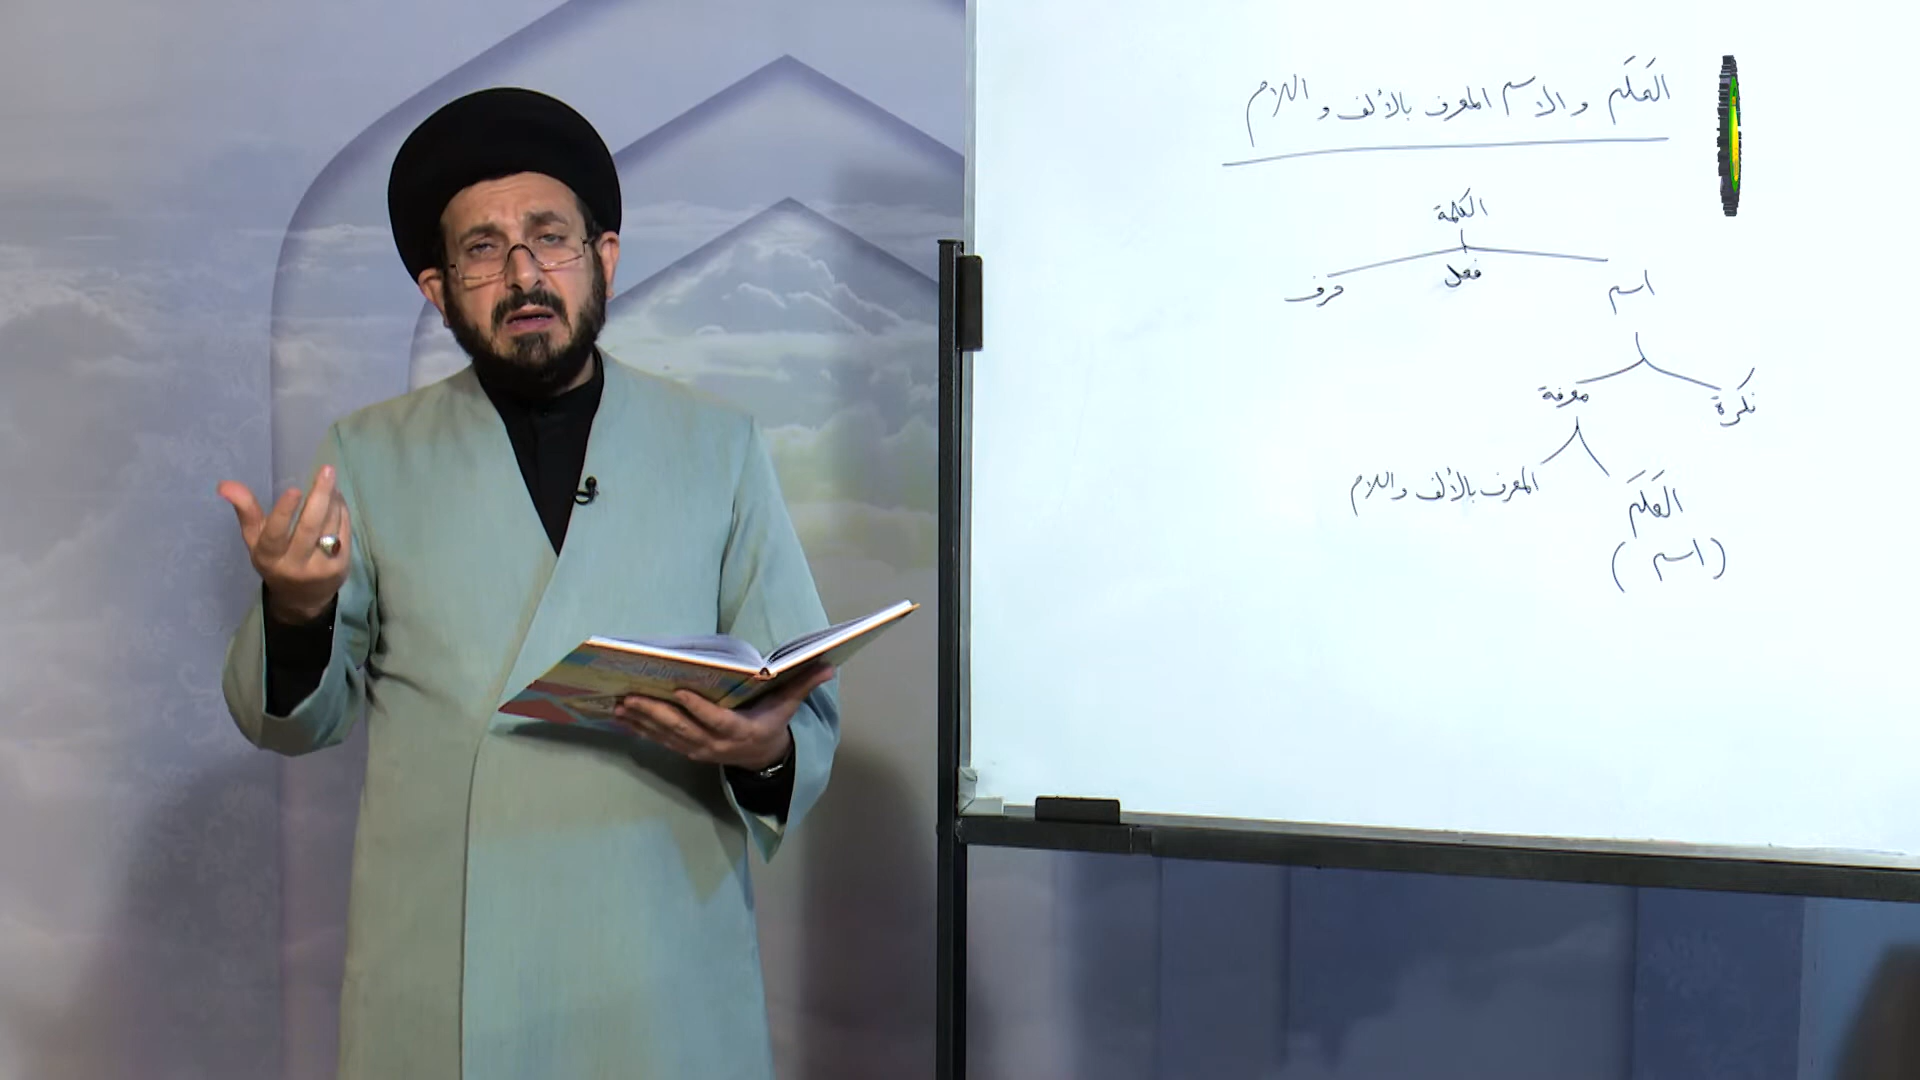 العَلَم والاسم المعرف بالألف واللام
الكلمة
اسم فعل حرف
نكرة معرفة
العَلَم المعرف بالألف واللام
(اسم)